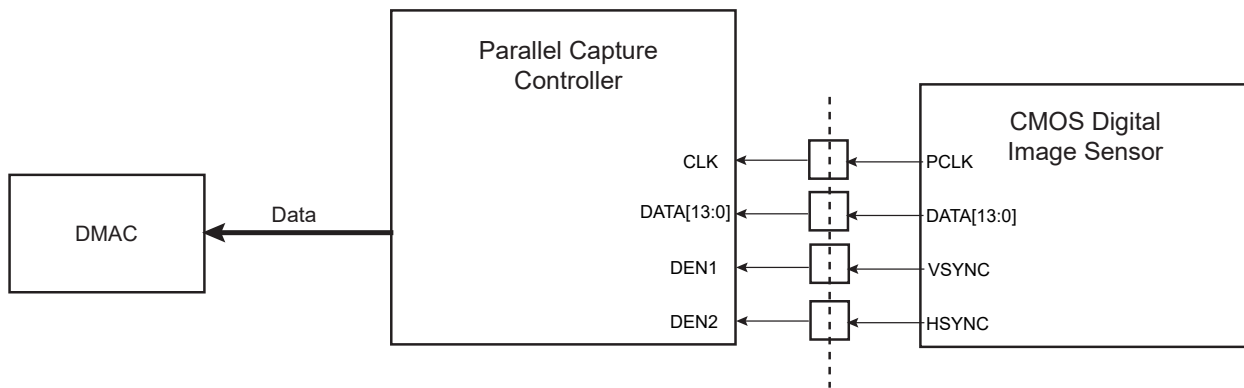 Parallel Capture
Controller
CMOS Digital
Image Sensor
CLK
PCLK
DATA[13:0]
DATA[13:0]
Data
DMAC
DEN1
VSYNC
DEN2
HSYNC